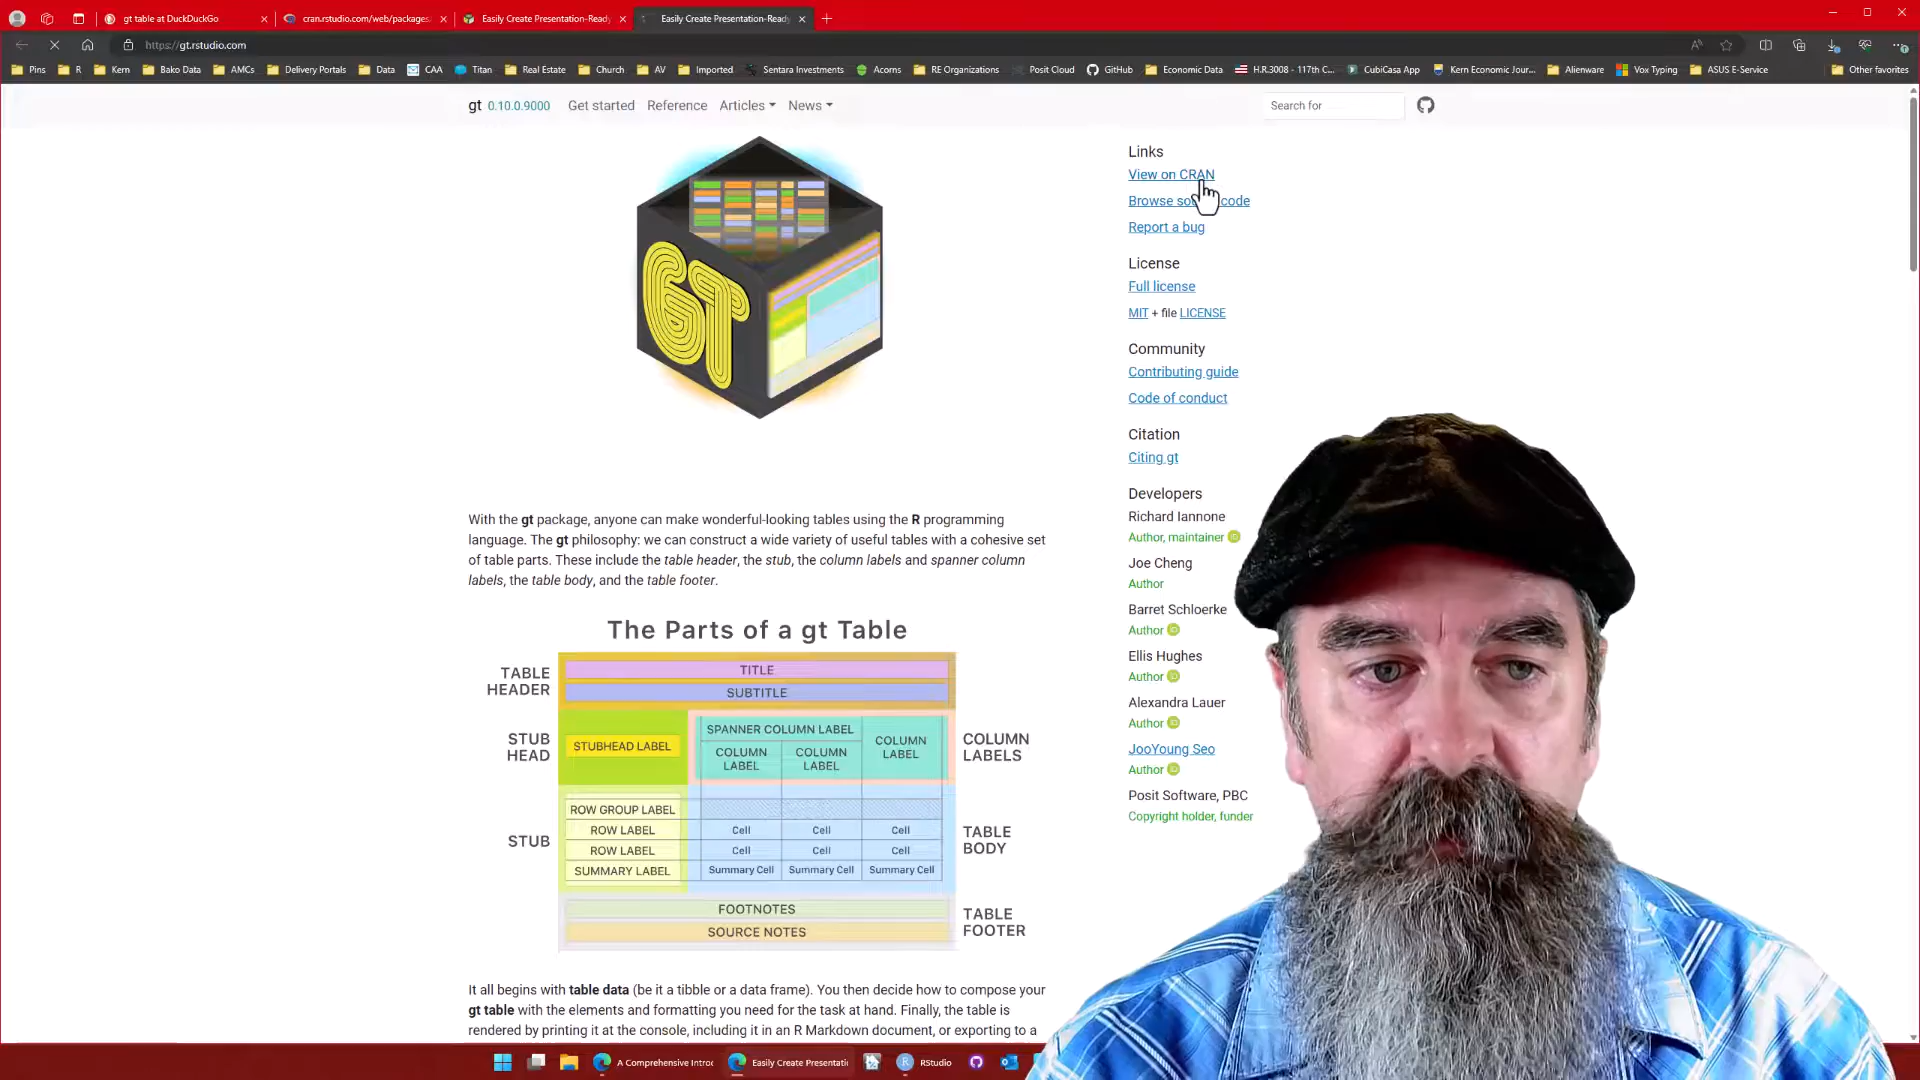 gt table at DuckDuckGo
cran.rstudio.com/web/packages
Easily Create Presentation-Ready
Easily Create Presentation-Ready
https://gt.rstudio.com
Pins R Kern Bako Data AMCs Delivery Portals Data CAA Titan Real Estate Church AV Imported Sentara Investments Acorns RE Organizations Posit Cloud GitHub Economic Data H.R.3008 - 117th C... CubiCasa App Kern Economic Jour... Alienware Vox Typing ASUS E-Service Other favorites
gt 0.10.0.9000 Get started Reference Articles News Search for
GT
Links
View on CRAN
Browse code
Report a bug
License
Full license
MIT + file LICENSE
Community
Contributing guide
Code of conduct
Citation
Citing gt
Developers
Richard Iannone
Author, maintainer
Joe Cheng
Author
Barret Schloerke
Author
Ellis Hughes
Author
Alexandra Lauer
Author
JooYoung Seo
Author
Posit Software, PBC
Copyright holder, funder
With the gt package, anyone can make wonderful-looking tables using the R programming
language. The gt philosophy: we can construct a wide variety of useful tables with a cohesive set
of table parts. These include the table header, the stub, the column labels and spanner column
labels, the table body, and the table footer.
The Parts of a gt Table
TABLE
HEADER
TITLE
SUBTITLE
STUB
HEAD
STUBHEAD LABEL
SPANNER COLUMN LABEL
COLUMN
LABEL
COLUMN
LABEL
COLUMN
LABEL
COLUMN
LABELS
STUB
ROW GROUP LABEL
ROW LABEL Cell Cell Cell
ROW LABEL Cell Cell Cell
SUMMARY LABEL Summary Cell Summary Cell Summary Cell
TABLE
BODY
FOOTNOTES
SOURCE NOTES
TABLE
FOOTER
It all begins with table data (be it a tibble or a data frame). You then decide how to compose your
gt table with the elements and formatting you need for the task at hand. Finally, the table is
rendered by printing it at the console, including it in an R Markdown document, or exporting to a
A Comprehensive Introc
Easily Create Presentatic
RStudio